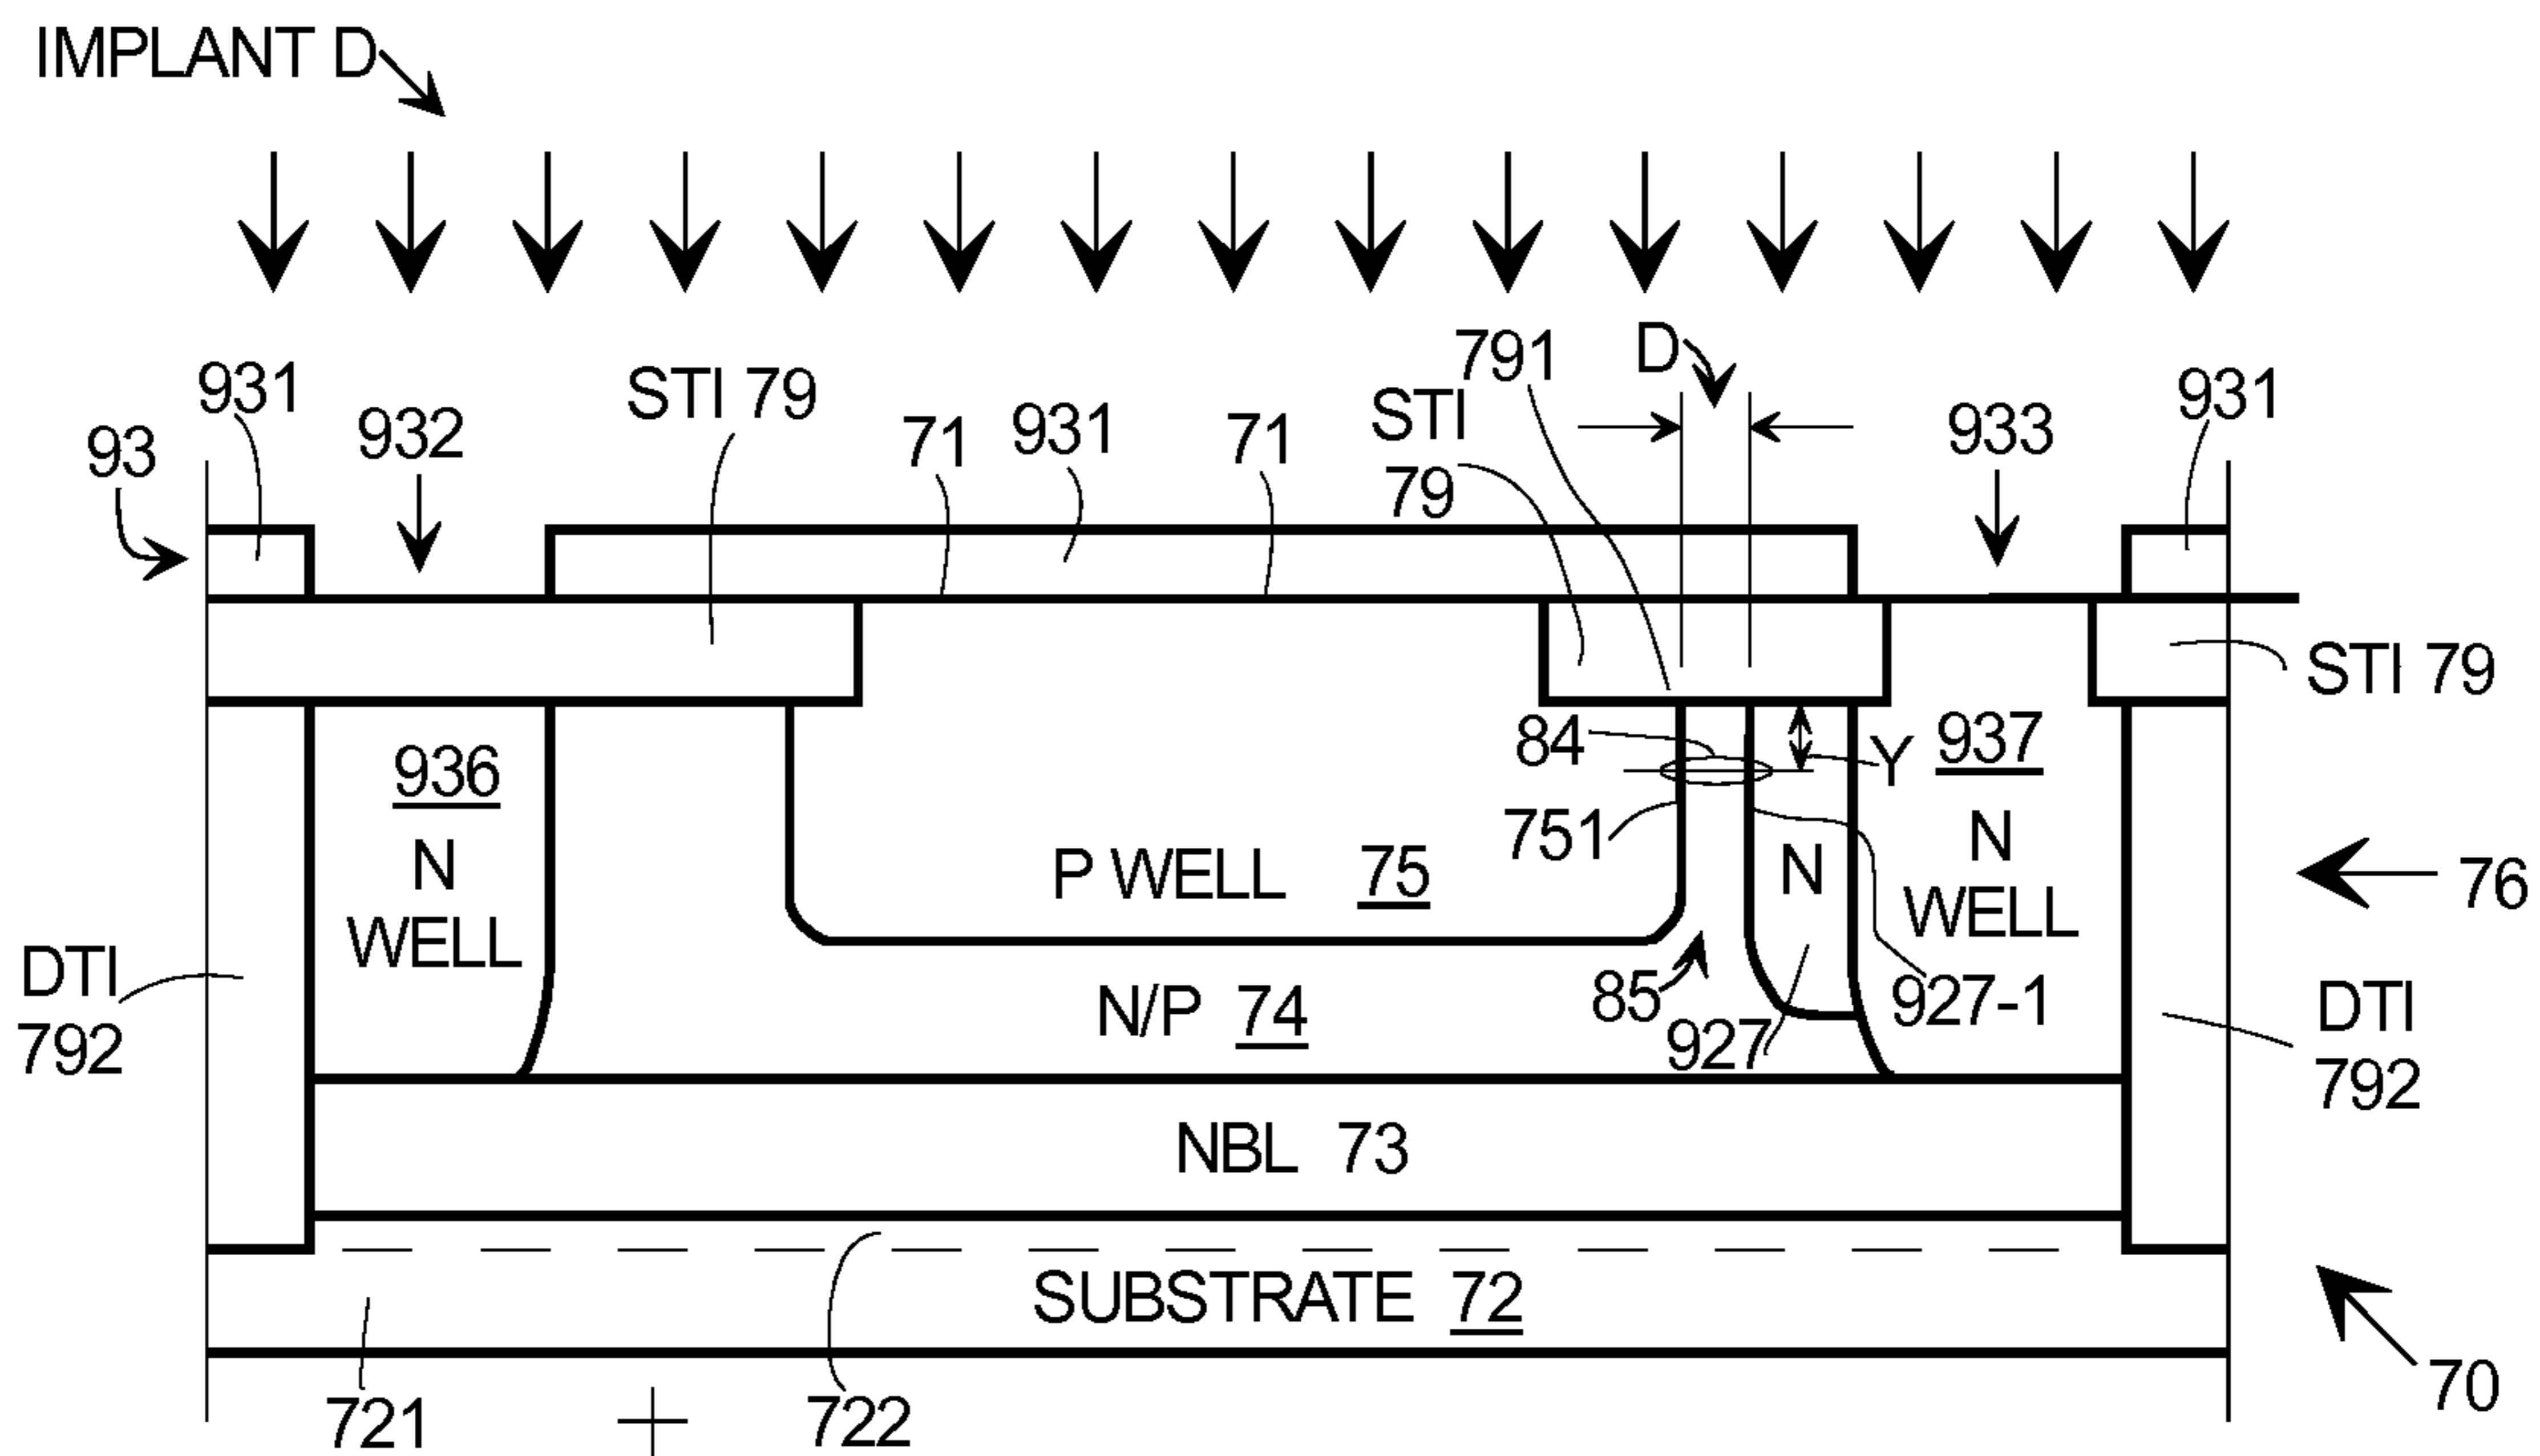 IMPLANT D
D
791
931
STI 79
STI
79
931
932
71
931
71
933
93
STI 79
936
N
WELL
84
Y
937
N
WELL
751
N
P WELL 75
76
DTI
792
N/P 74
85
927
927-1
DTI
792
NBL 73
SUBSTRATE 72
721
722
70